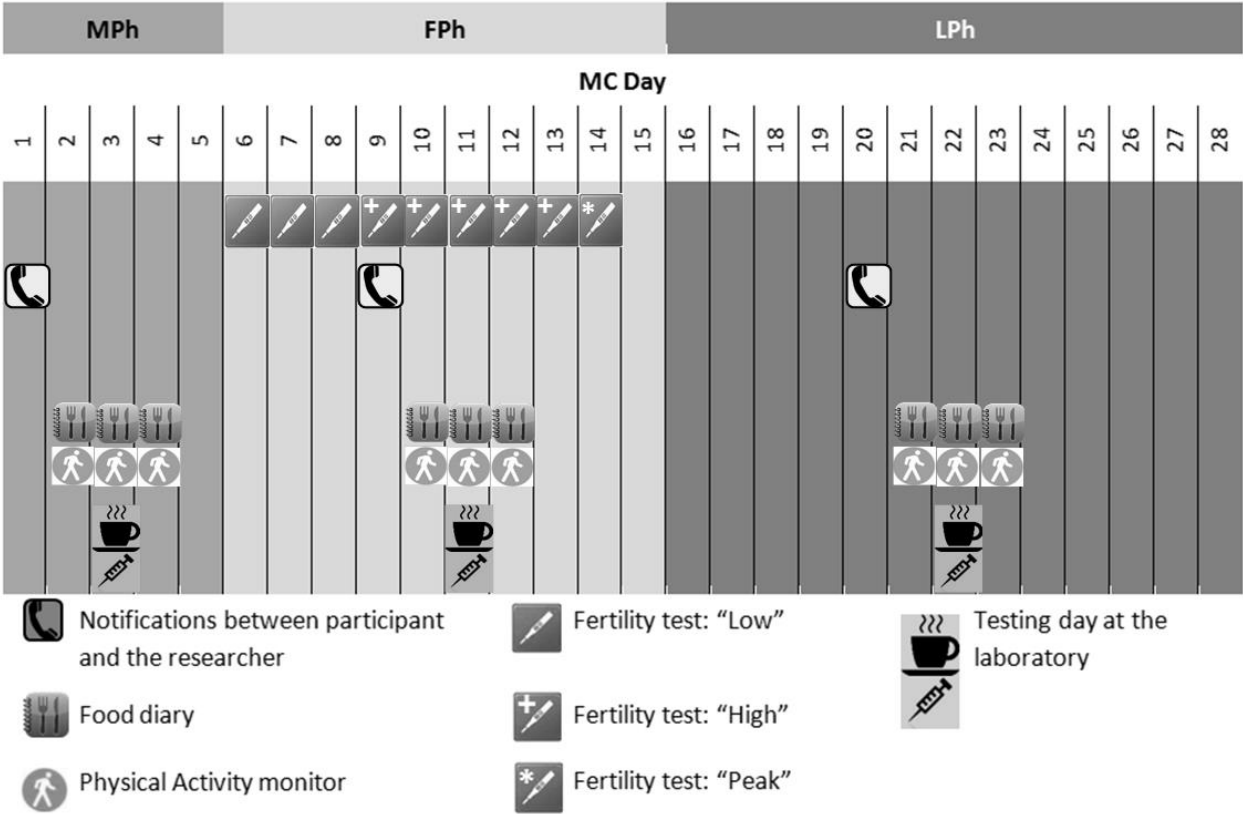 MPh FPh LPh
MC Day
1 2 3 4 5 6 7 8 9 10 11 12 13 14 15 16 17 18 19 20 21 22 23 24 25 26 27 28
Notifications between participant
and the researcher
Food diary
Physical Activity monitor
Fertility test: “Low”
Fertility test: “High”
Fertility test: “Peak”
Testing day at the
laboratory